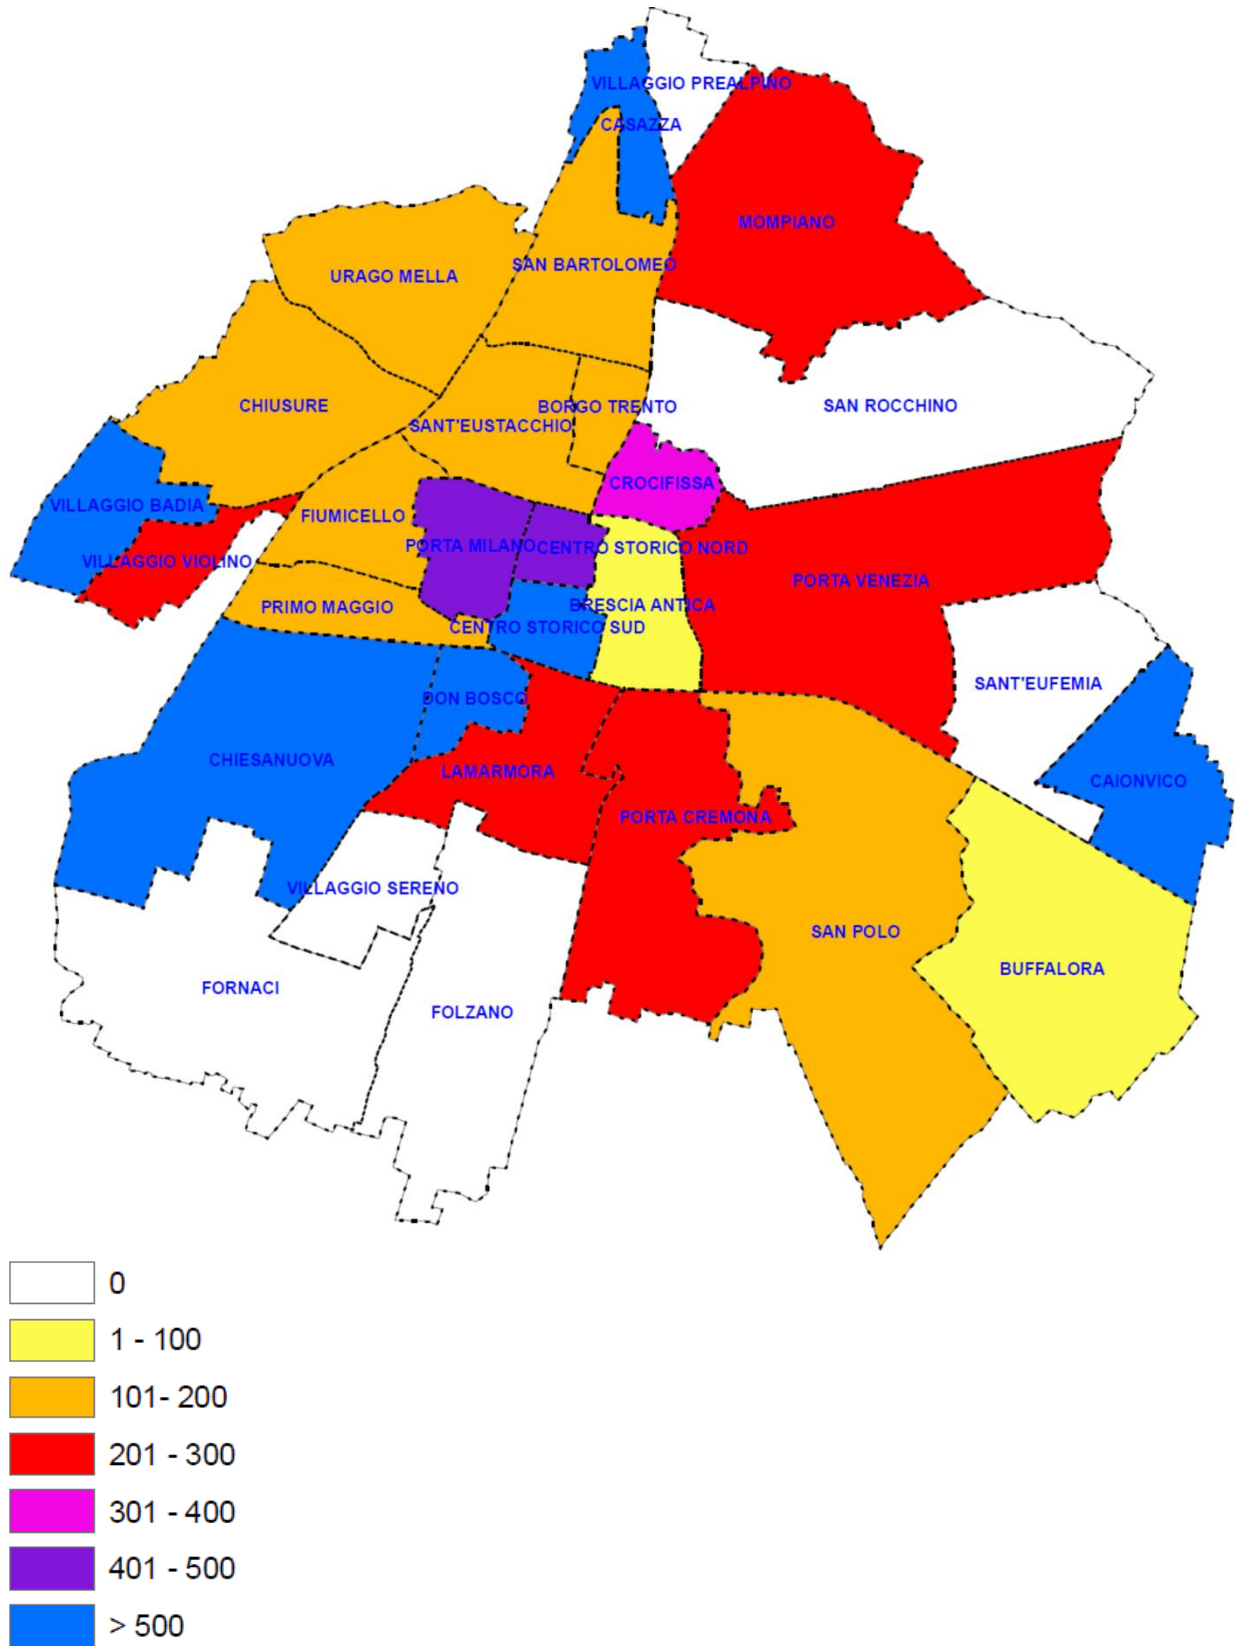 VILLAGGIO PREALPINO
CASAZZA
MOMPIANO
SAN BARTOLOMEO
URAGO MELLA
CHIUSURE
BORGO TRENTO
SAN ROCCHINO
SANT'EUSTACCHIO
CROCIFISSA
VILLAGGIO BADIA
FIUMICELLO
PORTA MILANO
CENTRO STORICO NORD
VILLAGGIO VIOLINO
PORTA VENEZIA
PRIMO MAGGIO
BRESCIA ANTICA
CENTRO STORICO SUD
SANT'EUFEMIA
DON BOSCO
CHIESANUOVA
LAMARMORA
CAIONVICO
PORTA CREMONA
VILLAGGIO SERENO
SAN POLO
BUFFALORA
FORNACI
FOLZANO
0
1 - 100
101- 200
201 - 300
301 - 400
401 - 500
> 500